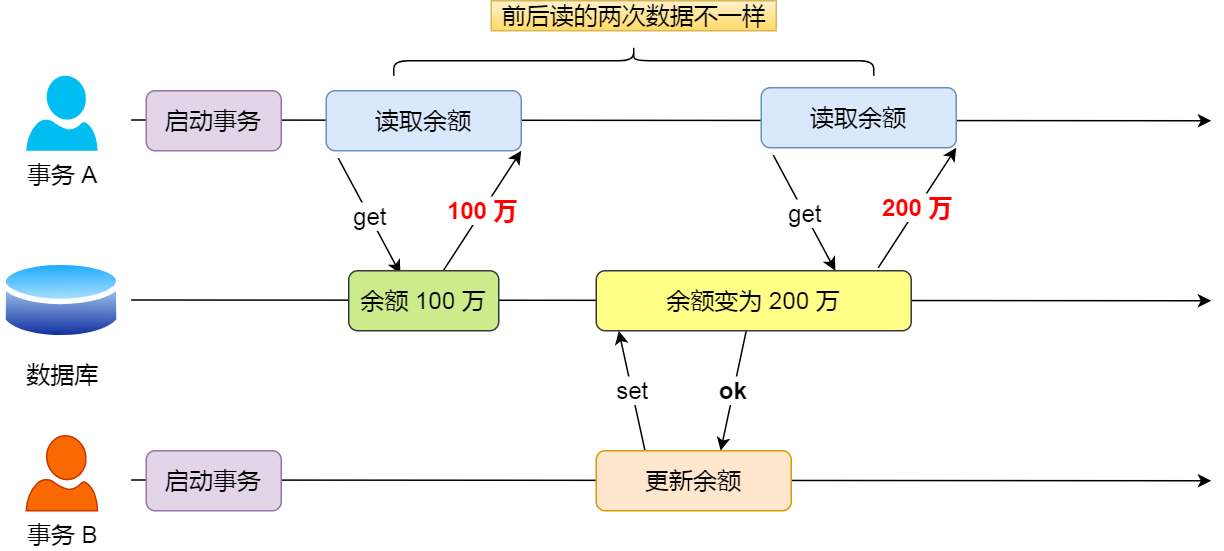 前后读的两次数据不一样
启动事务
读取余额
读取余额
事务 A
get
100 万
get
200 万
余额 100 万
余额变为 200 万
数据库
set
ok
启动事务
更新余额
事务 B